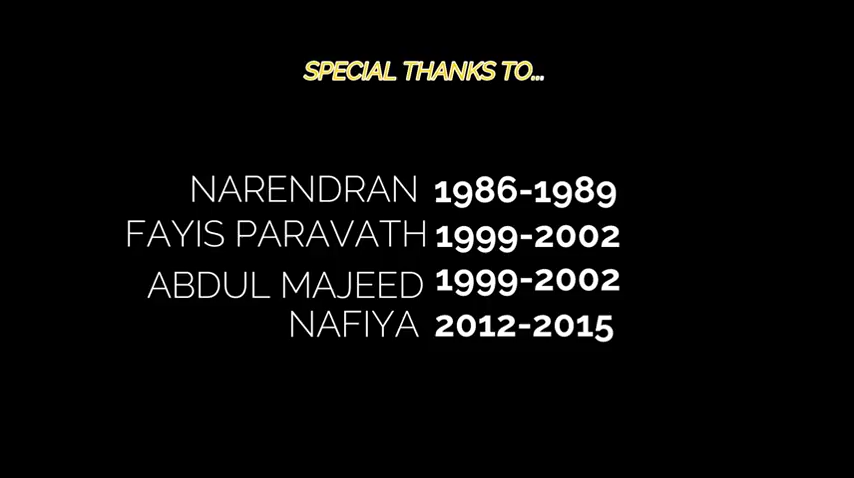 SPECIAL THANKS TO...
NARENDRAN 1986-1989
FAYIS PARAVATH 1999-2002
ABDUL MAJEED 1999-2002
NAFIYA 2012-2015